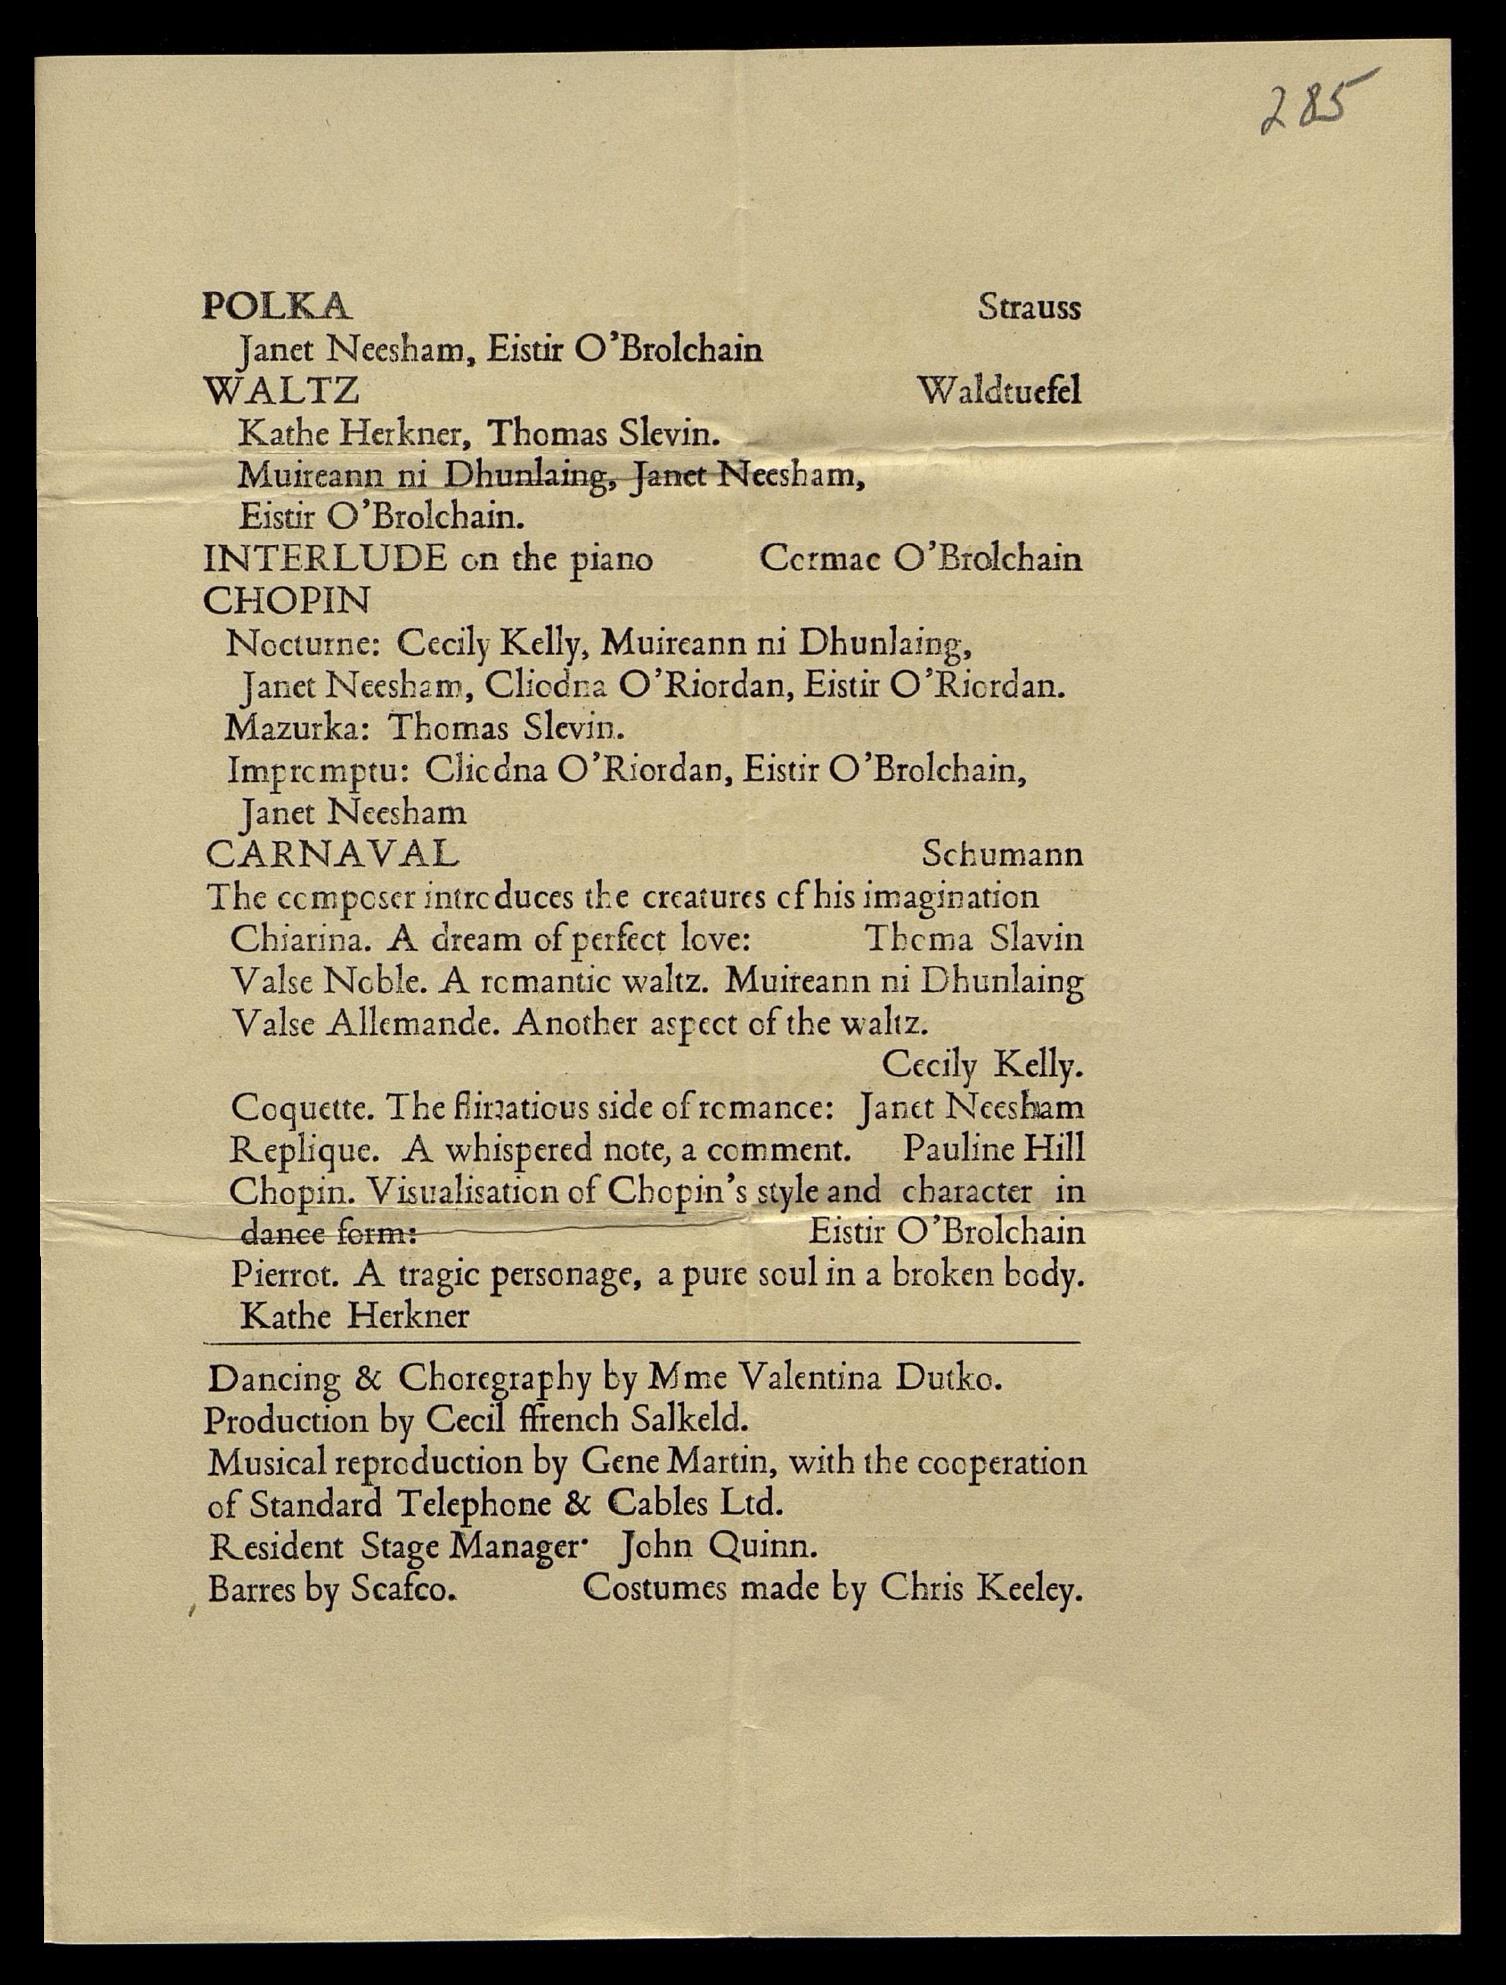 285
POLKA Strauss
Janet Neesham, Eistir O'Brolchain
WALTZ Waldtuefel
Kathe Herkner, Thomas Slevin.
Muireann ni Dhunlaing, Janet Neesham,
Eistir O'Brolchain.
INTERLUDE on the piano Cormac O'Brolchain
CHOPIN
Nocturne: Cecily Kelly, Muireann ni Dhunlaing,
Janet Neesham, Cliodna O'Riordan, Eistir O'Riordan.
Mazurka: Thomas Slevin.
Impromptu: Cliodna O'Riordan, Eistir O'Brolchain,
Janet Neesham
CARNAVAL Schumann
The composer introduces the creatures of his imagination
Chiarina. A dream of perfect love: Thoma Slavin
Valse Noble. A romantic waltz. Muireann ni Dhunlaing
Valse Allemande. Another aspect of the waltz.
Cecily Kelly.
Coquette. The flirtatious side of romance: Janet Neesham
Replique. A whispered note, a comment. Pauline Hill
Chopin. Visualisation of Chopin's style and character in
dance form: Eistir O'Brolchain
Pierrot. A tragic personage, a pure soul in a broken body.
Kathe Herkner
Dancing & Choregraphy by Mme Valentina Dutko.
Production by Cecil ffrench Salkeld.
Musical reproduction by Gene Martin, with the cooperation
of Standard Telephone & Cables Ltd.
Resident Stage Manager· John Quinn.
Barres by Scafco. Costumes made by Chris Keeley.